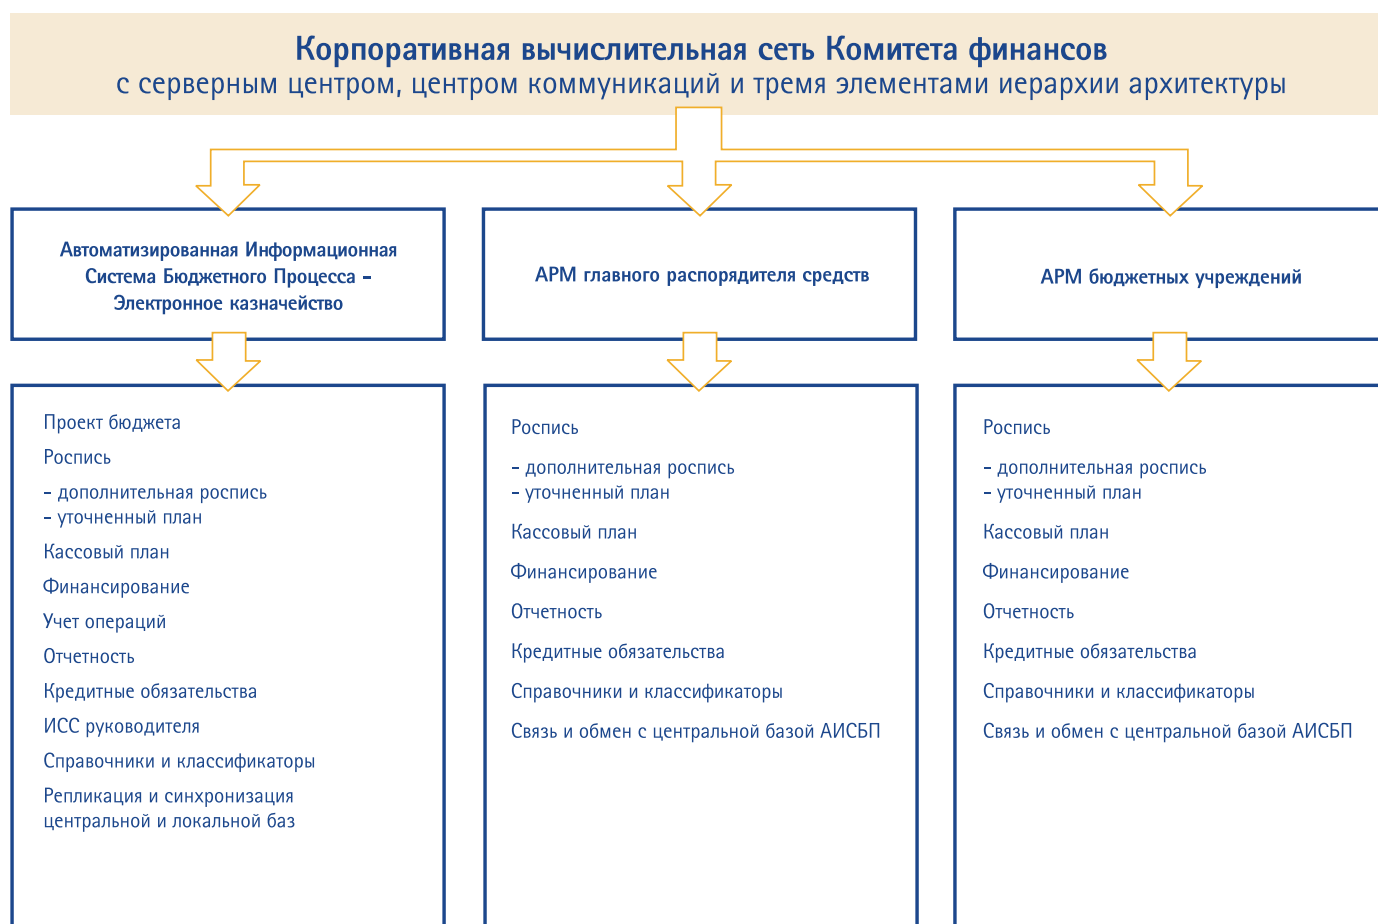 Корпоративная вычислительная сеть Комитета финансов
с серверным центром, центром коммуникаций и тремя элементами иерархии архитектуры
Автоматизированная Информационная
Система Бюджетного Процесса -
Электронное казначейство
АРМ главного распорядителя средств
АРМ бюджетных учреждений
Проект бюджета
Роспись
- дополнительная роспись
- уточненный план
Кассовый план
Финансирование
Учет операций
Отчетность
Кредитные обязательства
ИСС руководителя
Справочники и классификаторы
Репликация и синхронизация
центральной и локальной баз
Роспись
- дополнительная роспись
- уточненный план
Кассовый план
Финансирование
Отчетность
Кредитные обязательства
Справочники и классификаторы
Связь и обмен с центральной базой АИСБП
Роспись
- дополнительная роспись
- уточненный план
Кассовый план
Финансирование
Отчетность
Кредитные обязательства
Справочники и классификаторы
Связь и обмен с центральной базой АИСБП